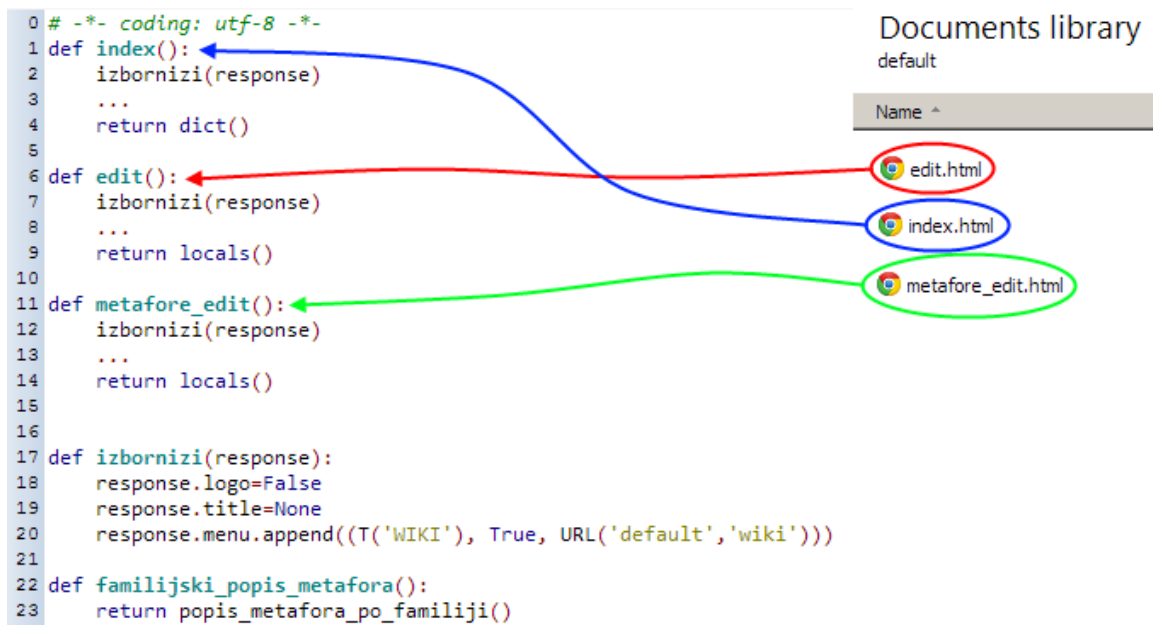 0 # -*- coding: utf-8 -*-
1 def index():
2     izbornizi(response)
3     ...
4     return dict()
5
6 def edit():
7     izbornizi(response)
8     ...
9     return locals()
10
11 def metafore_edit():
12     izbornizi(response)
13     ...
14     return locals()
15
16
17 def izbornizi(response):
18     response.logo=False
19     response.title=None
20     response.menu.append((T('WIKI'), True, URL('default','wiki')))
21
22 def familijski_popis_metafora():
23     return popis_metafora_po_familiji()
Documents library
default
Name
edit.html
index.html
metafore_edit.html